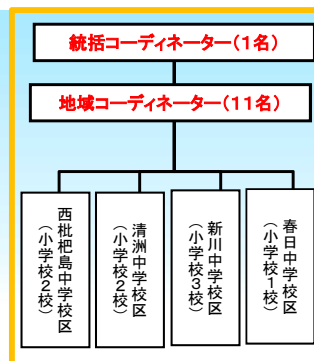 統括コーディネーター(1名)
地域コーディネーター(11名)
西枇杷島中学校区
(小学校2校)
清洲中学校区
(小学校2校)
新川中学校区
(小学校3校)
春日中学校区
(小学校1校)